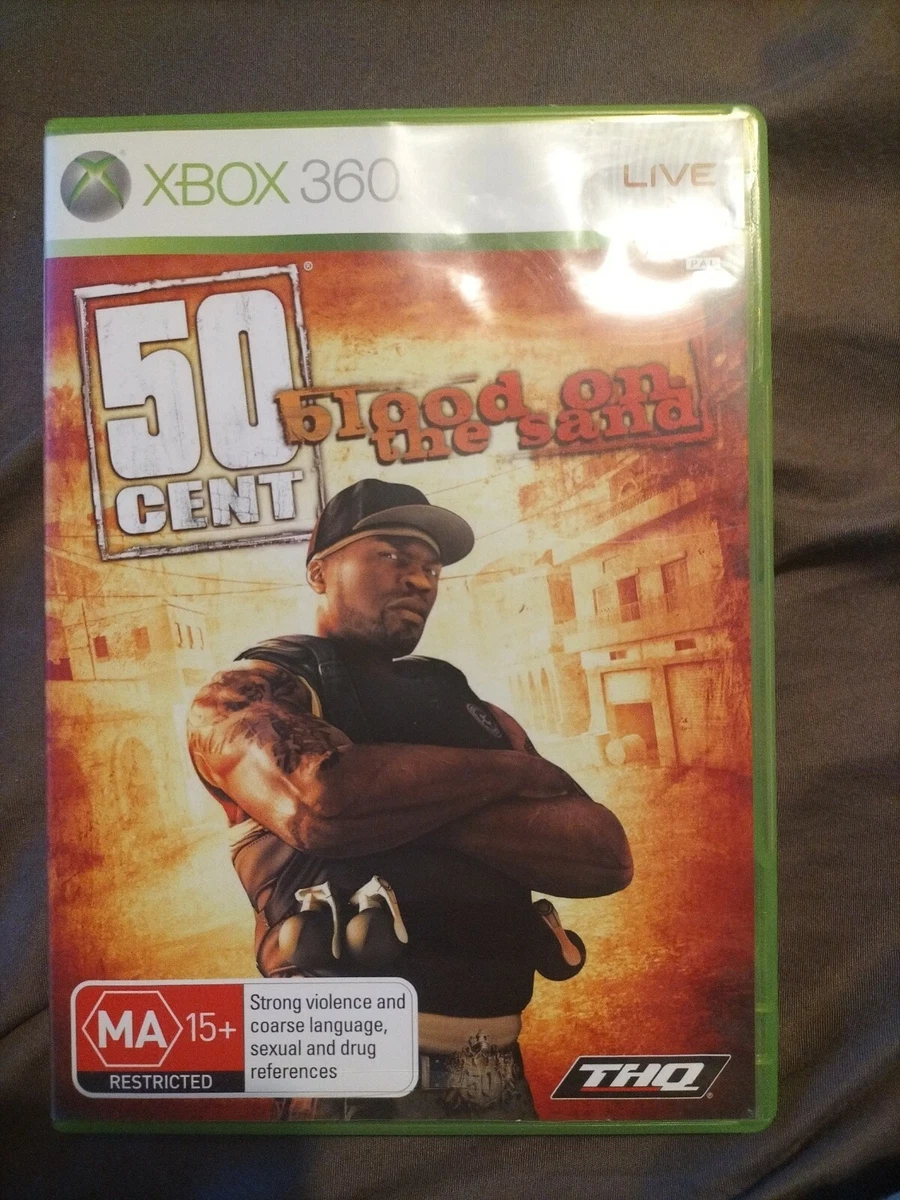 XBOX 360
LIVE
PAL
50
CENT
®
blood on
the sand
MA 15+
RESTRICTED
Strong violence and
coarse language,
sexual and drug
references
THQ
®